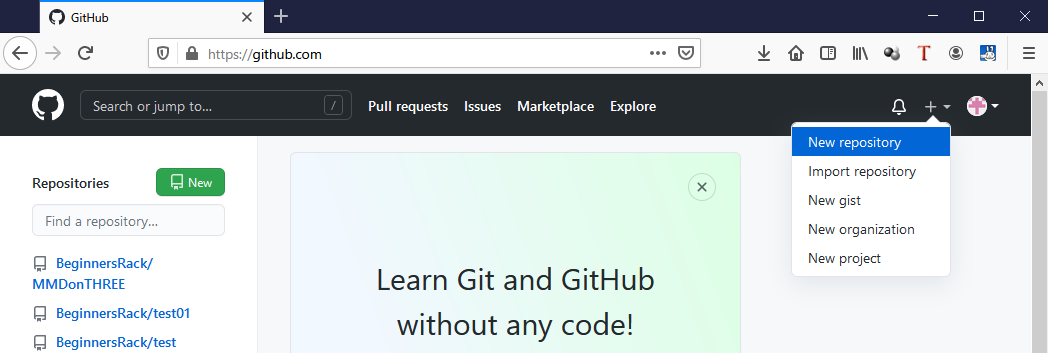 GitHub
https://github.com
Search or jump to... /
Pull requests Issues Marketplace Explore
New repository
Import repository
New gist
New organization
New project
Repositories
New
Find a repository...
BeginnersRack/
MMDonTHREE
BeginnersRack/test01
BeginnersRack/test
Learn Git and GitHub
without any code!